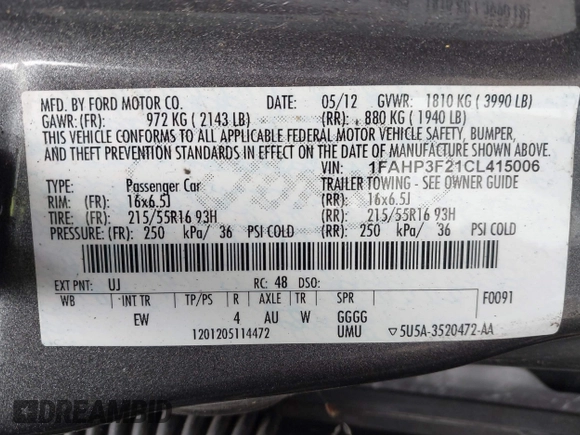 MFD. BY FORD MOTOR CO. DATE: 05/12 GVWR: 1810 KG ( 3990 LB)
GAWR: (FR): 972 KG ( 2143 LB) (RR): 880 KG ( 1940 LB)
THIS VEHICLE CONFORMS TO ALL APPLICABLE FEDERAL MOTOR VEHICLE SAFETY, BUMPER,
AND THEFT PREVENTION STANDARDS IN EFFECT ON THE DATE OF MANUFACTURE SHOWN ABOVE.
VIN: 1FAHP3F21CL415006
TYPE: Passenger Car TRAILER TOWING - SEE OWNER GUIDE
RIM: (FR): 16x6.5J (RR): 16x6.5J
TIRE: (FR): 215/55R16 93H (RR): 215/55R16 93H
PRESSURE: (FR): 250 kPa/ 36 PSI COLD (RR): 250 kPa/ 36 PSI COLD
EXT PNT: UJ RC: 48 DSO:
WB INT TR TP/PS R AXLE TR SPR F0091
EW 4 AU W GGGG
1201205114472 UMU ▽5U5A-3520472-AA
DREAMBID